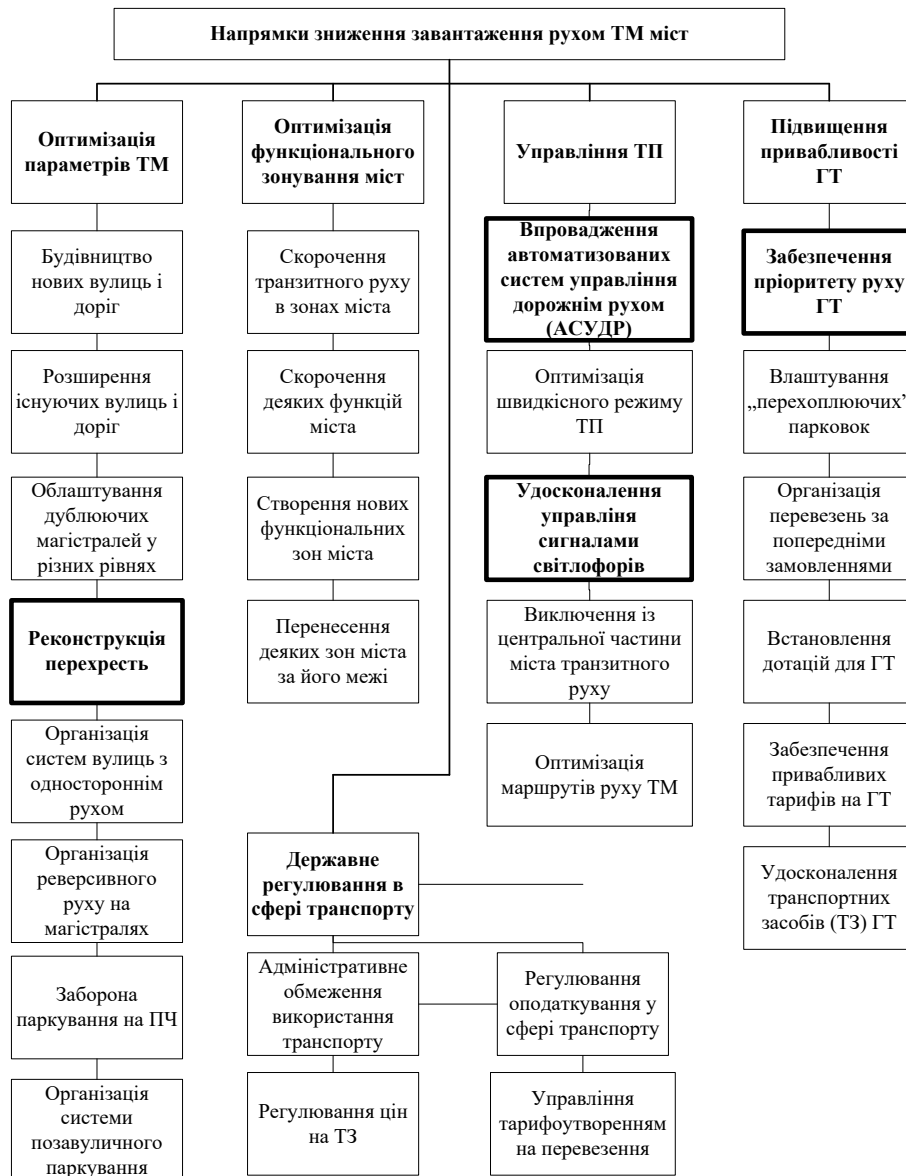 Напрямки зниження завантаження рухом ТМ міст
Оптимізація
параметрів ТМ
Будівництво
нових вулиць і
доріг
Розширення
існуючих вулиць і
доріг
Облаштування
дублюючих
магістралей у
різних рівнях
Реконструкція
перехресть
Організація
систем вулиць з
одностороннім
рухом
Організація
реверсивного
руху на
магістралях
Заборона
паркування на ПЧ
Організація
системи
позавуличного
паркування
Оптимізація
функціонального
зонування міст
Скорочення
транзитного руху
в зонах міста
Скорочення
деяких функцій
міста
Створення нових
функціональних
зон міста
Перенесення
деяких зон міста
за його межі
Управління ТП
Впровадження
автоматизованих
систем управління
дорожнім рухом
(АСУДР)
Оптимізація
швидкісного режиму
ТП
Удосконалення
управліня
сигналами
світлофорів
Виключення із
центральної частини
міста транзитного
руху
Оптимізація
маршрутів руху ТМ
Підвищення
привабливості
ГТ
Забезпечення
пріоритету руху
ГТ
Влаштування
„перехоплюючих”
парковок
Організація
перевезень за
попередніми
замовленнями
Встановлення
дотацій для ГТ
Забезпечення
привабливих
тарифів на ГТ
Удосконалення
транспортних
засобів (ТЗ) ГТ
Державне
регулювання в
сфері транспорту
Адміністративне
обмеження
використання
транспорту
Регулювання цін
на ТЗ
Регулювання
оподаткування у
сфері транспорту
Управління
тарифоутворенням
на перевезення